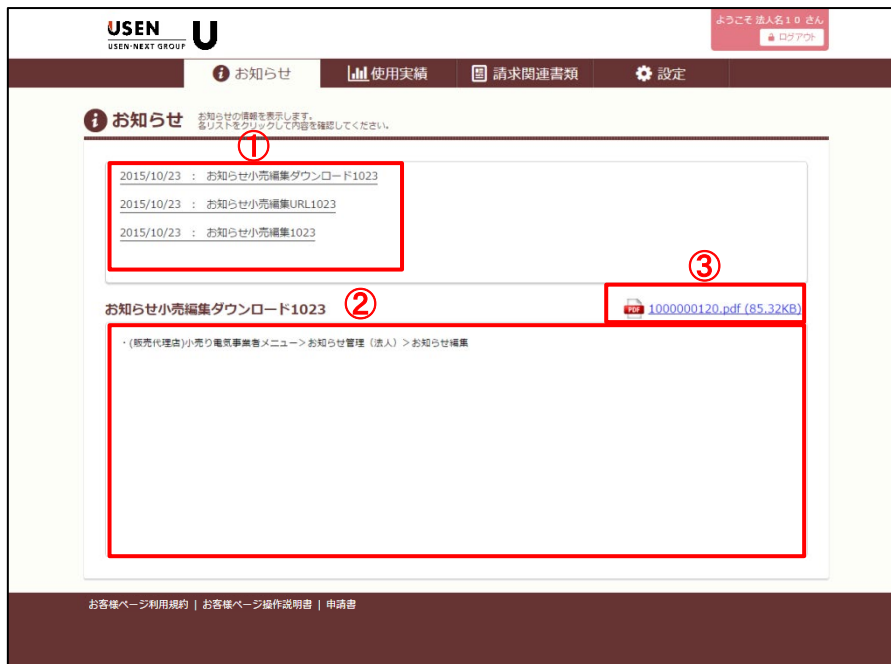 USEN
USEN-NEXT GROUP
U
ようこそ 法人名10 さん
ログアウト
お知らせ 使用実績 請求関連書類 設定
お知らせ
お知らせの情報を表示します。
各リストをクリックして内容を確認してください。
①
2015/10/23 : お知らせ小売編集ダウンロード1023
2015/10/23 : お知らせ小売編集URL1023
2015/10/23 : お知らせ小売編集1023
③
お知らせ小売編集ダウンロード1023 ②
PDF 1000000120.pdf (85.32KB)
・(販売代理店)小売り電気事業者メニュー＞お知らせ管理（法人）＞お知らせ編集
お客様ページ利用規約 | お客様ページ操作説明書 | 申請書